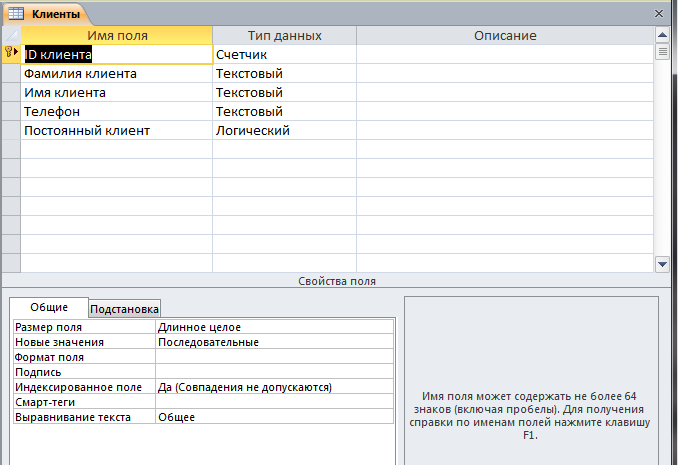 Клиенты
Имя поля Тип данных Описание
ID клиента Счетчик
Фамилия клиента Текстовый
Имя клиента Текстовый
Телефон Текстовый
Постоянный клиент Логический
Свойства поля
Общие Подстановка
Размер поля Длинное целое
Новые значения Последовательные
Формат поля
Подпись
Индексированное поле Да (Совпадения не допускаются)
Смарт-теги
Выравнивание текста Общее
Имя поля может содержать не более 64
знаков (включая пробелы). Для получения
справки по именам полей нажмите клавишу
F1.